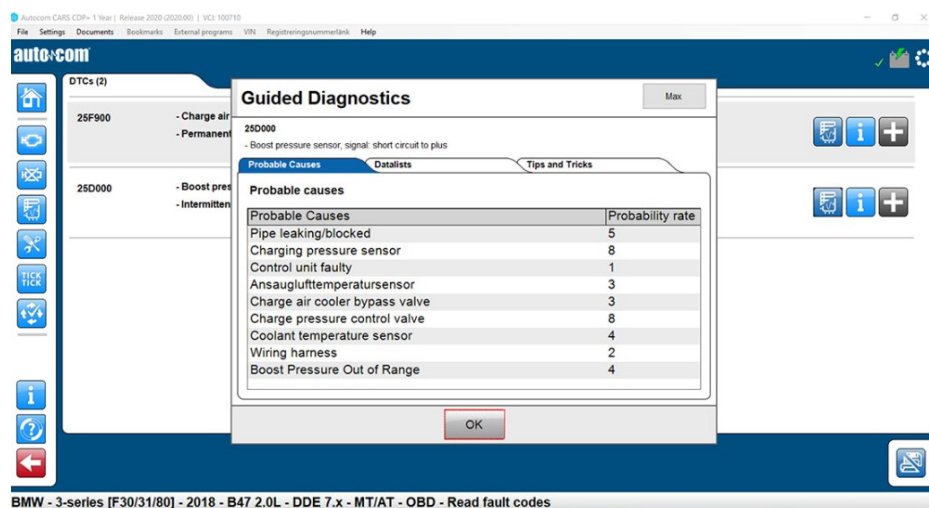 Autocom CARS CDP+ 1 Year | Release 2020 (2020.00) | VCI: 100710
File Settings Documents Bookmarks External programs VIN Registreringsnummerlänk Help
auto com
DTCs (2)
25F900
- Charge air
- Permanent
25D000
- Boost pres
- Intermitten
Guided Diagnostics
Max
25D000
- Boost pressure sensor, signal: short circuit to plus
Probable Causes Datalists Tips and Tricks
Probable causes
Probable Causes Probability rate
Pipe leaking/blocked 5
Charging pressure sensor 8
Control unit faulty 1
Ansauglufttemperatursensor 3
Charge air cooler bypass valve 3
Charge pressure control valve 8
Coolant temperature sensor 4
Wiring harness 2
Boost Pressure Out of Range 4
OK
TICK
TICK
BMW - 3-series [F30/31/80] - 2018 - B47 2.0L - DDE 7.x - MT/AT - OBD - Read fault codes